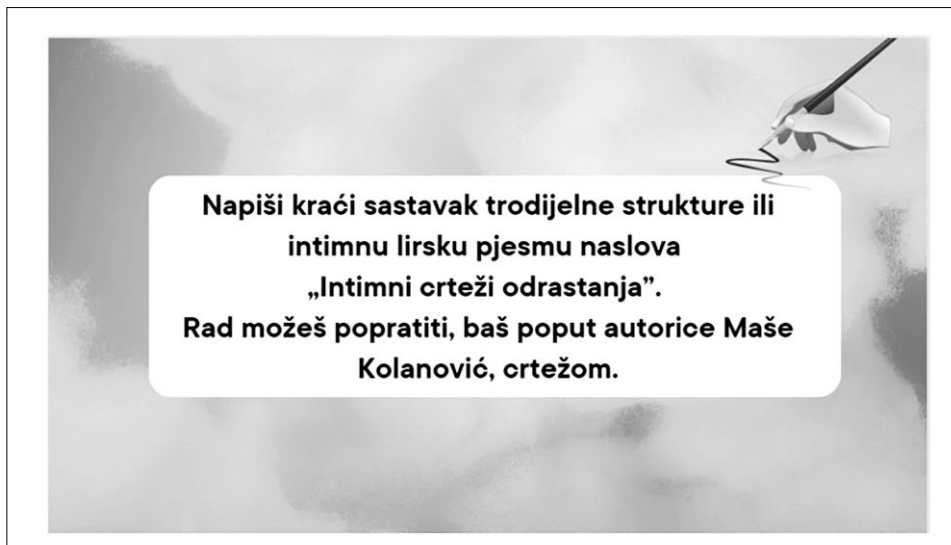 Napiši kraći sastavak trodijelne strukture ili
intimnu lirsku pjesmu naslova
„Intimni crteži odrastanja”.
Rad možeš popratiti, baš poput autorice Maše
Kolanović, crtežom.